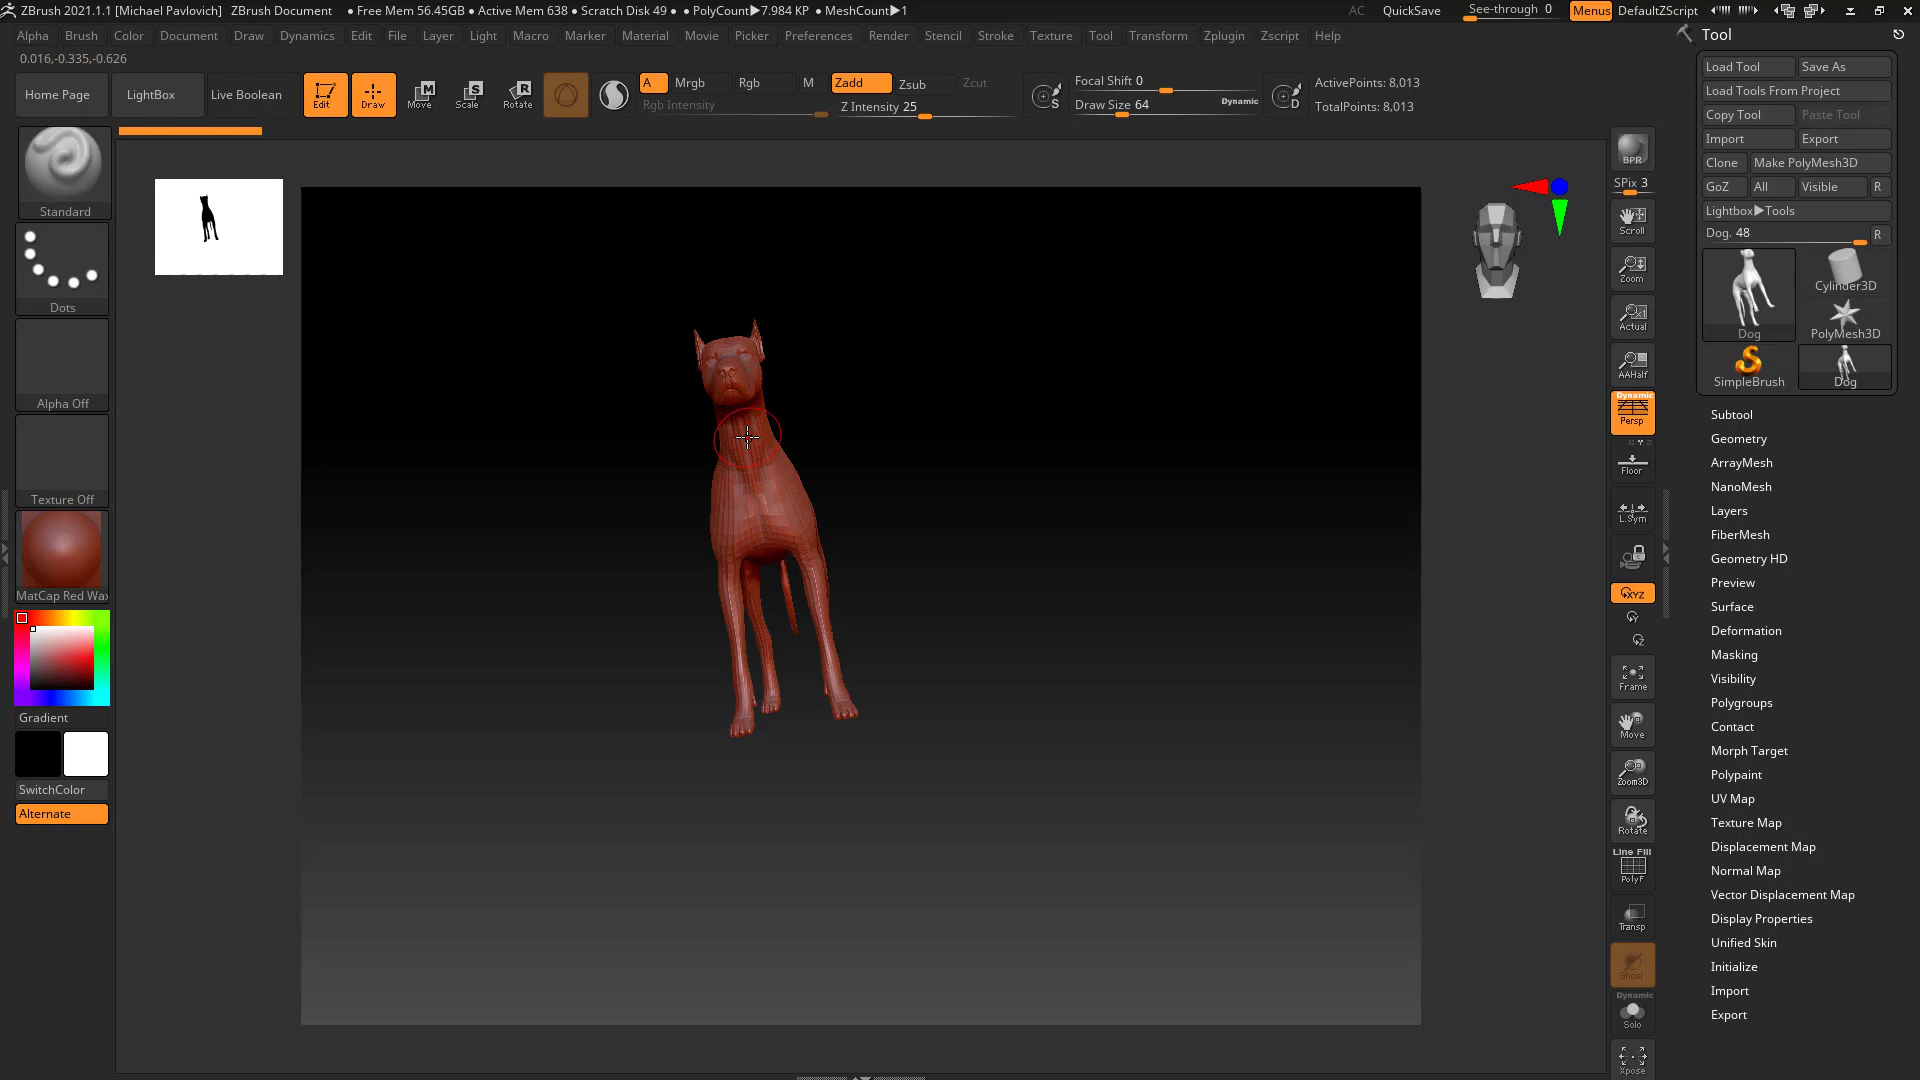 ZBrush 2021.1.1 [Michael Pavlovich] ZBrush Document • Free Mem 56.45GB • Active Mem 638 • Scratch Disk 49 • • PolyCount▶7.984 KP • MeshCount▶1 AC QuickSave See-through 0 Menus DefaultZScript
Alpha Brush Color Document Draw Dynamics Edit File Layer Light Macro Marker Material Movie Picker Preferences Render Stencil Stroke Texture Tool Transform Zplugin Zscript Help
Tool
0.016,-0.335,-0.626
Home Page LightBox Live Boolean Edit Draw Move Scale Rotate
M S R
A Mrgb Rgb M Zadd Zsub Zcut
Rgb Intensity Z Intensity 25
S Focal Shift 0
Draw Size 64 Dynamic
D ActivePoints: 8,013
TotalPoints: 8,013
Standard
Dots
Alpha Off
Texture Off
MatCap Red Wax
Gradient
SwitchColor
Alternate
BPR
SPix 3
Scroll
Zoom
Actual
AAHalf
Dynamic
Persp
Floor
L.Sym
XYZ
Y
Z
Frame
Move
Zoom3D
Rotate
Line Fill
PolyF
Transp
Ghost
Dynamic
Solo
Xpose
Load Tool Save As
Load Tools From Project
Copy Tool Paste Tool
Import Export
Clone Make PolyMesh3D
GoZ All Visible R
Lightbox▶Tools
Dog. 48 R
Dog Cylinder3D
PolyMesh3D
SimpleBrush Dog
Subtool
Geometry
ArrayMesh
NanoMesh
Layers
FiberMesh
Geometry HD
Preview
Surface
Deformation
Masking
Visibility
Polygroups
Contact
Morph Target
Polypaint
UV Map
Texture Map
Displacement Map
Normal Map
Vector Displacement Map
Display Properties
Unified Skin
Initialize
Import
Export